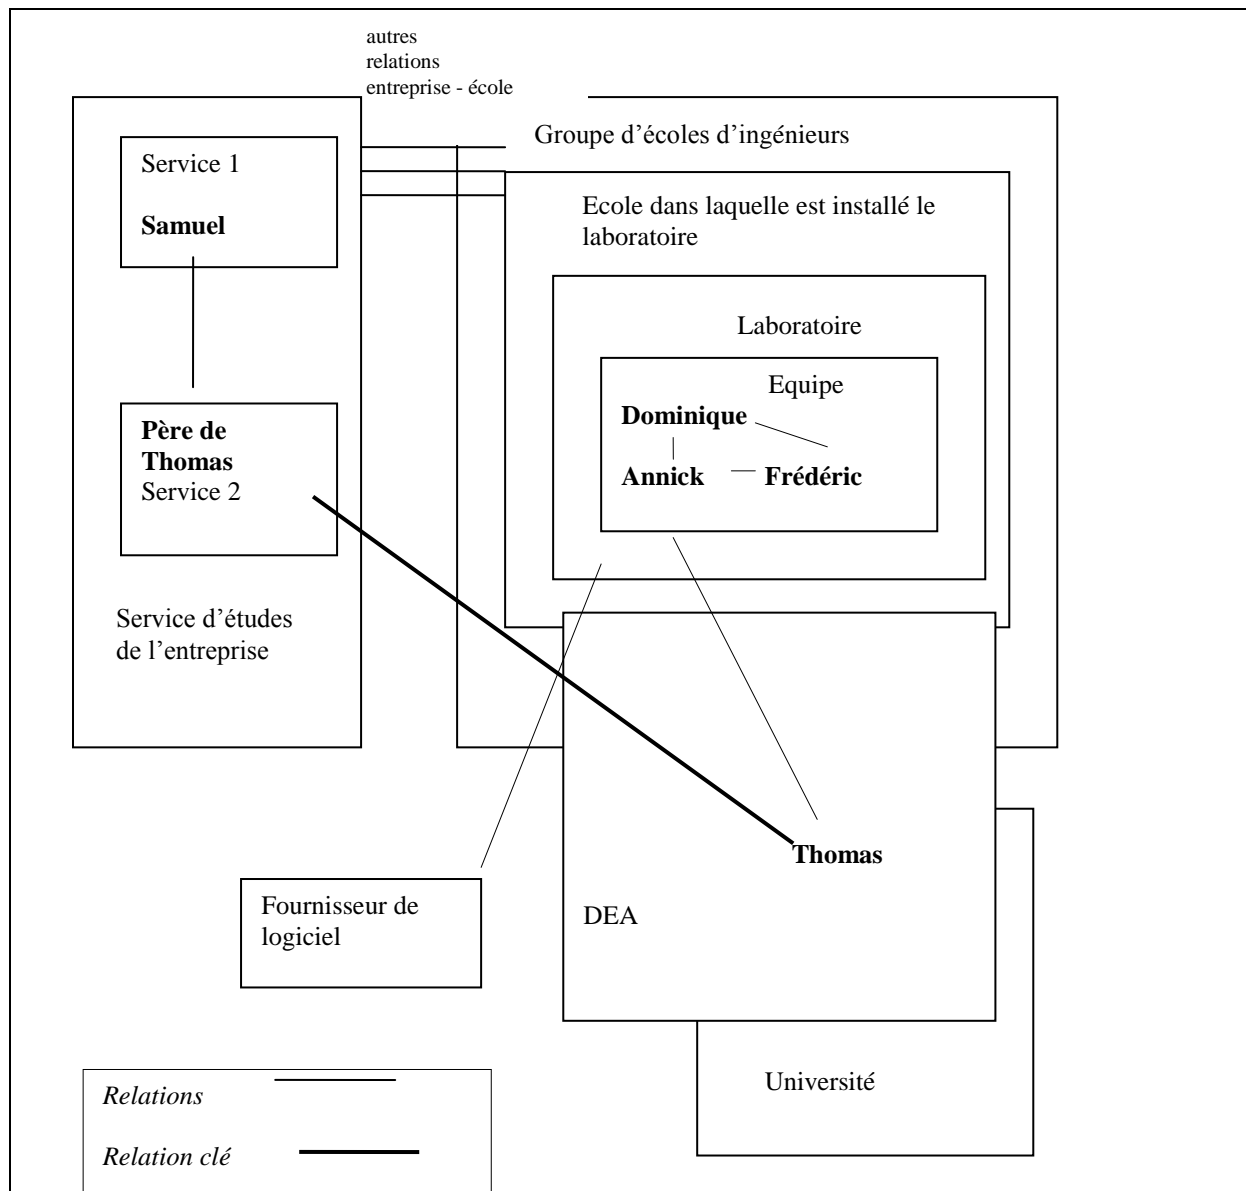 autres
relations
entreprise - école
Groupe d'écoles d'ingénieurs
Service 1
Samuel
Ecole dans laquelle est installé le
laboratoire
Laboratoire
Equipe
Dominique
Annick
Frédéric
Père de
Thomas
Service 2
Service d'études
de l'entreprise
Thomas
Fournisseur de
logiciel
DEA
Université
Relations
Relation clé